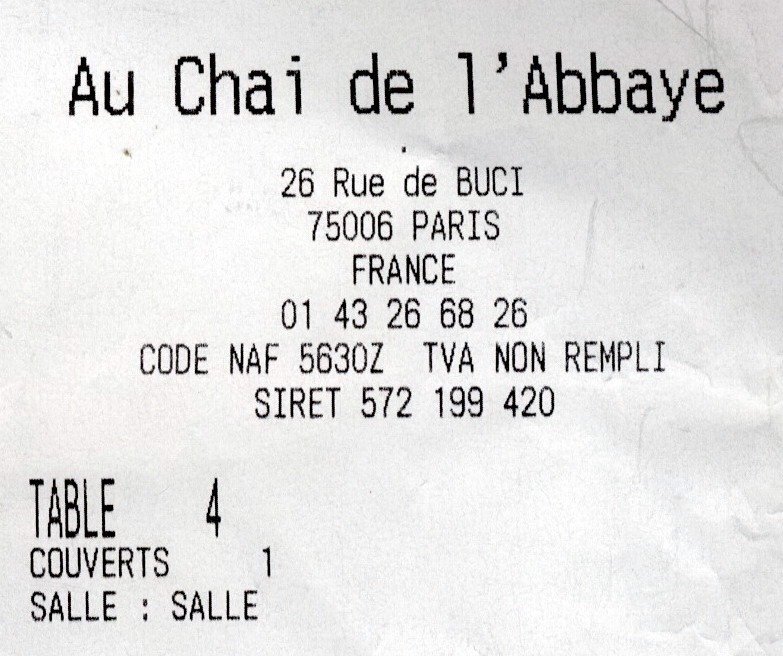 Au Chai de l'Abbaye
26 Rue de BUCI
75006 PARIS
FRANCE
01 43 26 68 26
CODE NAF 5630Z TVA NON REMPLI
SIRET 572 199 420
TABLE 4
COUVERTS 1
SALLE : SALLE